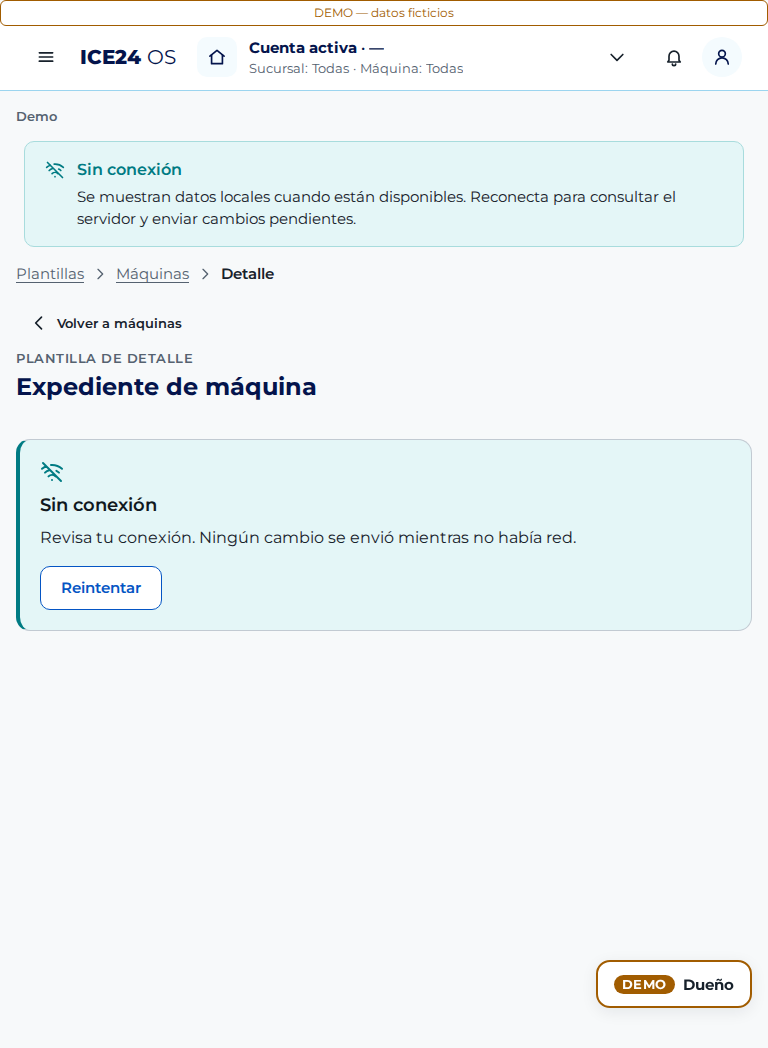 DEMO — datos ficticios
ICE24 OS
Cuenta activa · —
Sucursal: Todas · Máquina: Todas
Demo
Sin conexión
Se muestran datos locales cuando están disponibles. Reconecta para consultar el
servidor y enviar cambios pendientes.
Plantillas > Máquinas > Detalle
Volver a máquinas
PLANTILLA DE DETALLE
Expediente de máquina
Sin conexión
Revisa tu conexión. Ningún cambio se envió mientras no había red.
Reintentar
DEMO Dueño